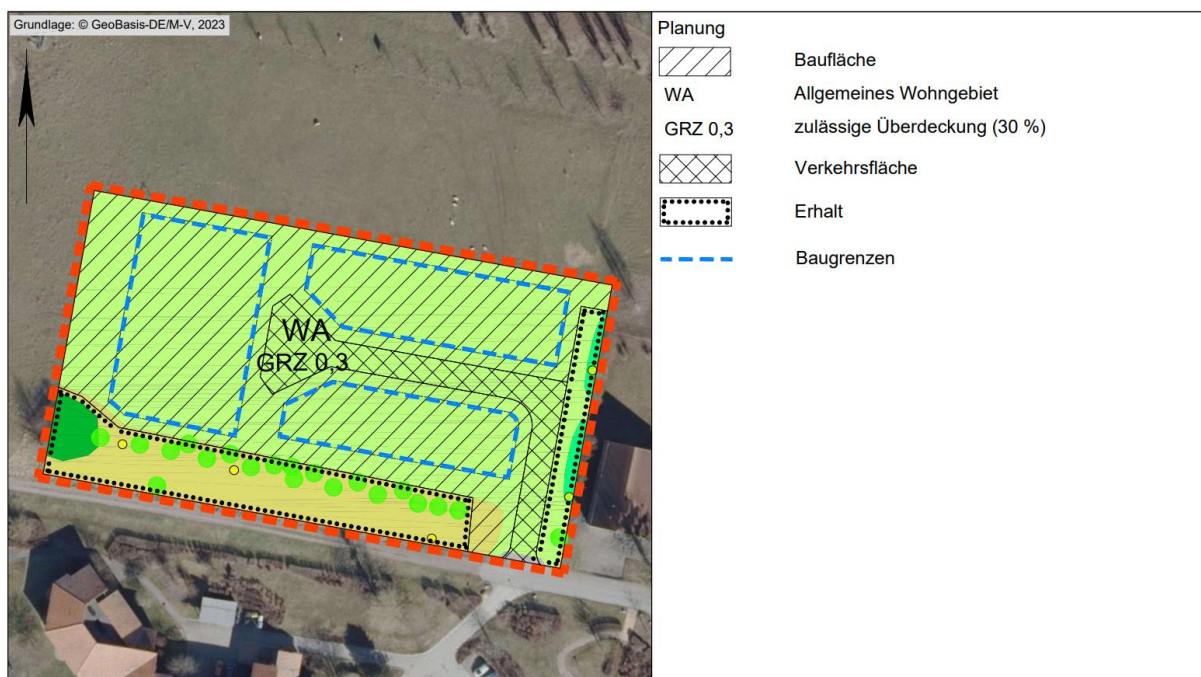 Grundlage: © GeoBasis-DE/M-V, 2023
WA
GRZ 0,3
Planung
Baufläche
WA Allgemeines Wohngebiet
GRZ 0,3 zulässige Überdeckung (30 %)
Verkehrsfläche
Erhalt
Baugrenzen